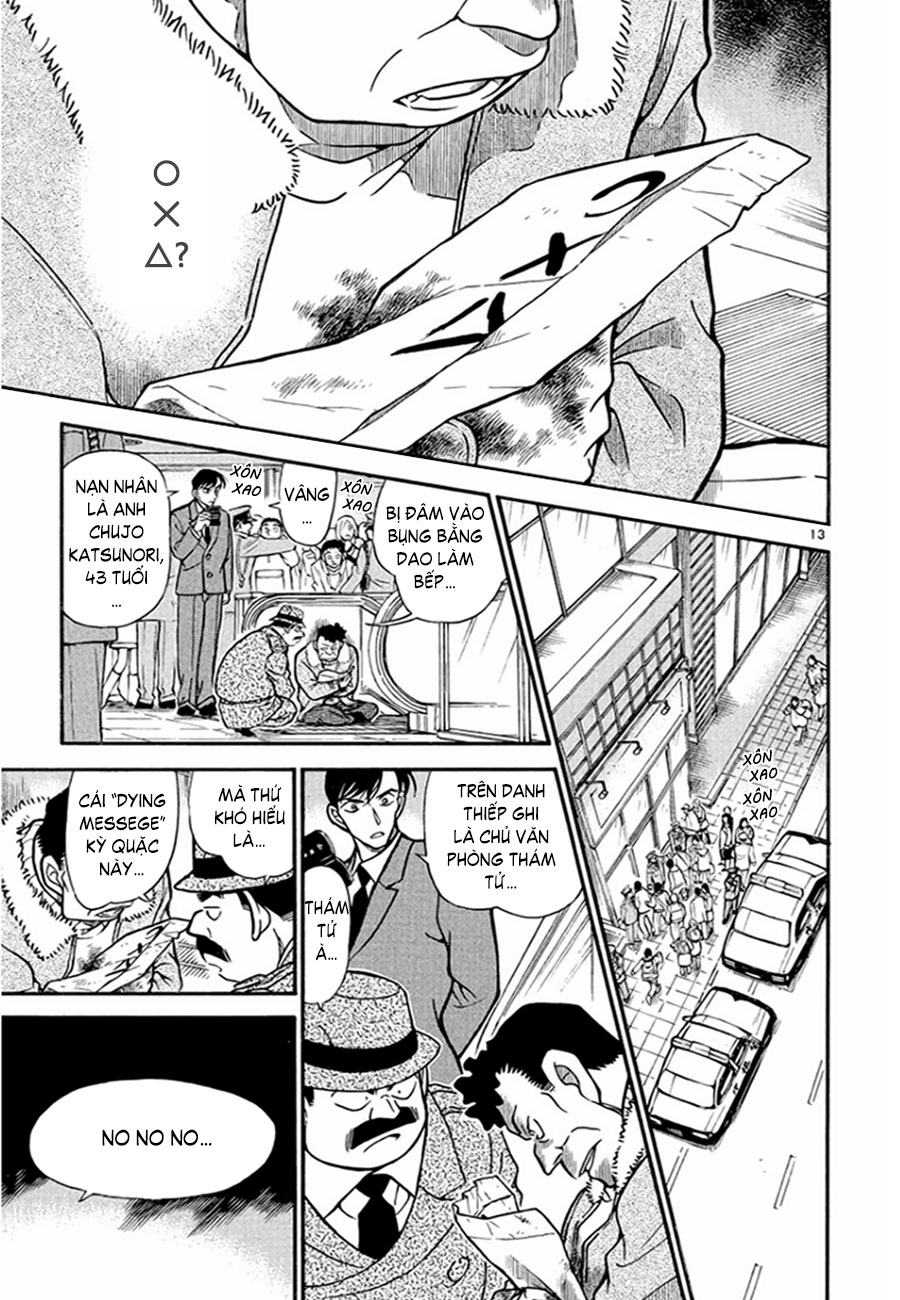 ○
×
△?
○×△
13
BỊ ĐÂM VÀO
BỤNG BẰNG
DAO LÀM
BẾP...
XÔN
XAO
VÂNG
...
XÔN
XAO
NẠN NHÂN
LÀ ANH
CHUJO
KATSUNORI,
43 TUỔI
...
XÔN
XAO
XÔN
XAO
TRÊN DANH
THIẾP GHI
LÀ CHỦ VĂN
PHÒNG THÁM
TỬ...
THÁM
TỬ
À...
MÀ THỨ
KHÓ HIỂU
LÀ...
CÁI “DYING
MESSEGE”
KỲ QUẶC
NÀY...
NO NO NO...